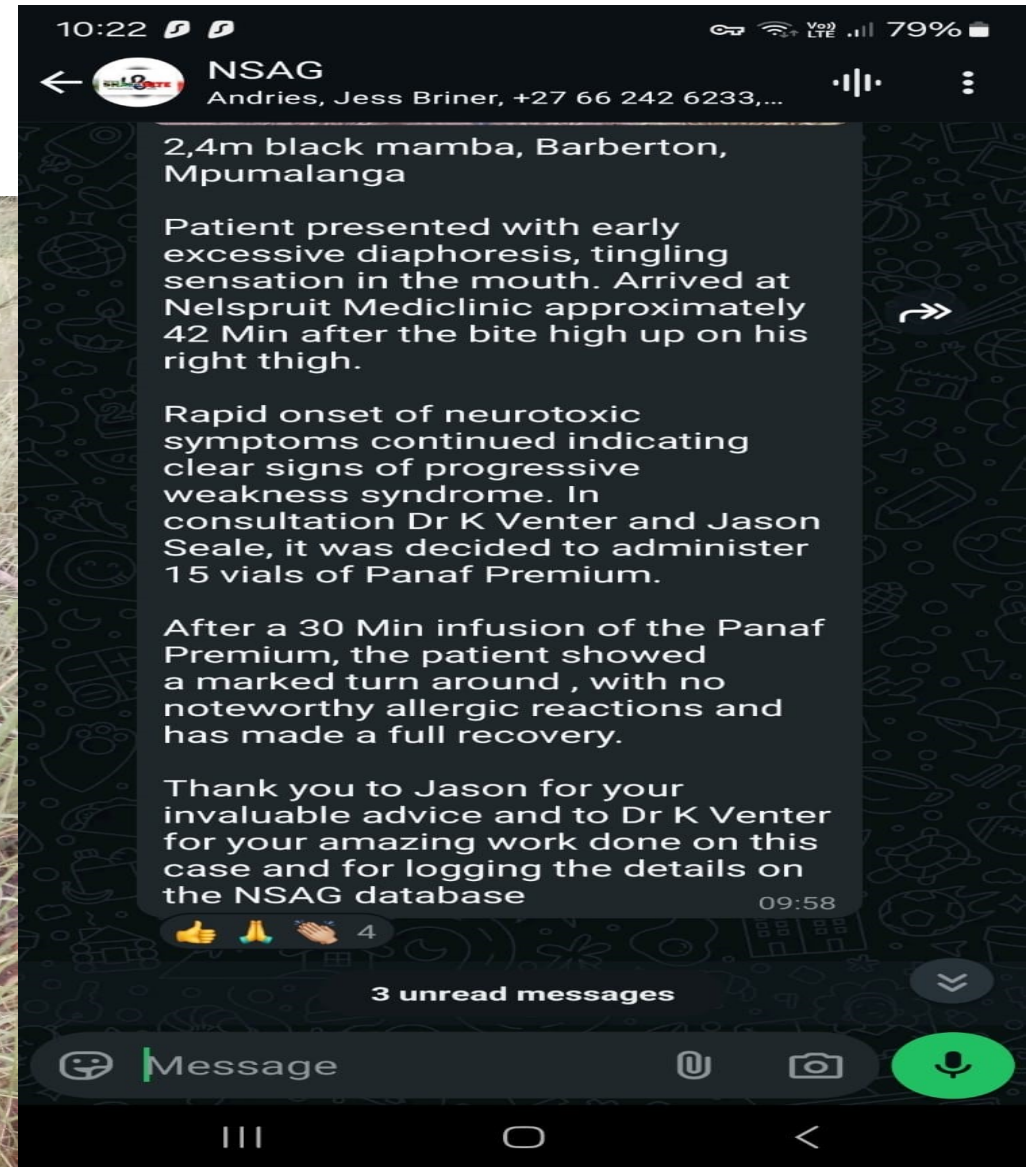 10:22
Vo))
LTE
79%
NSAG
Andries, Jess Briner, +27 66 242 6233,...
2,4m black mamba, Barberton,
Mpumalanga
Patient presented with early
excessive diaphoresis, tingling
sensation in the mouth. Arrived at
Nelspruit Mediclinic approximately
42 Min after the bite high up on his
right thigh.
Rapid onset of neurotoxic
symptoms continued indicating
clear signs of progressive
weakness syndrome. In
consultation Dr K Venter and Jason
Seale, it was decided to administer
15 vials of Panaf Premium.
After a 30 Min infusion of the Panaf
Premium, the patient showed
a marked turn around , with no
noteworthy allergic reactions and
has made a full recovery.
Thank you to Jason for your
invaluable advice and to Dr K Venter
for your amazing work done on this
case and for logging the details on
the NSAG database
09:58
4
3 unread messages
Message